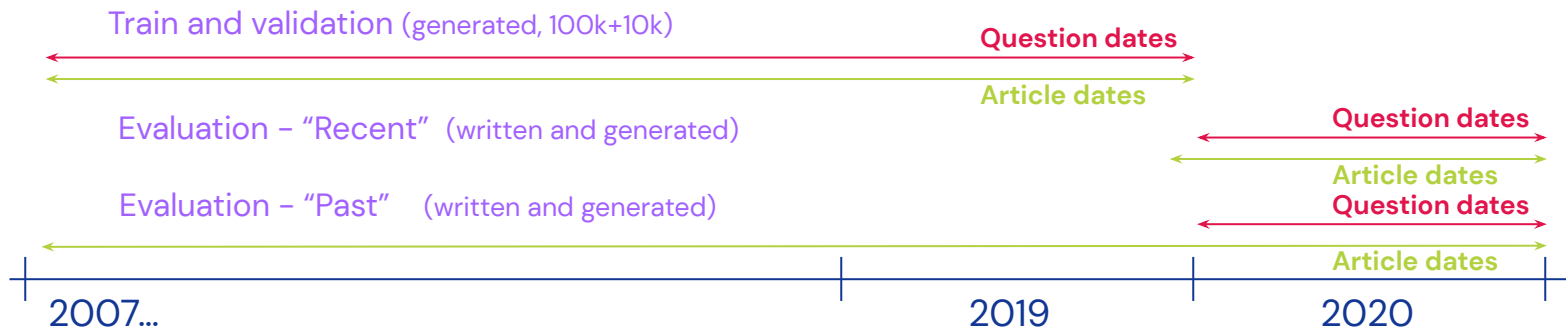 Train and validation (generated, 100k+10k)
Question dates
Article dates
Evaluation - “Recent” (written and generated)
Question dates
Article dates
Evaluation - “Past” (written and generated)
Question dates
Article dates
2007... 2019 2020